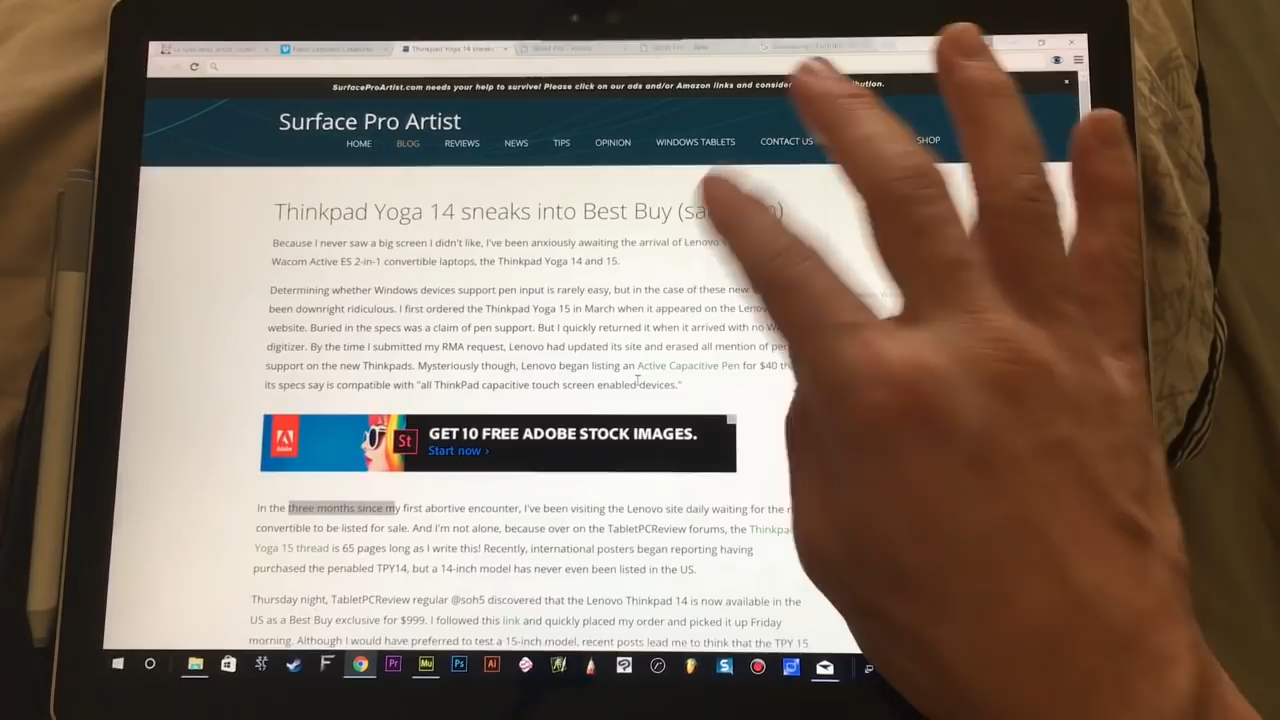 Thinkpad Yoga 14 sneaks
SurfaceProArtist.com needs your help to survive! Please click on our ads and/or Amazon links and consider
Surface Pro Artist
HOME BLOG REVIEWS NEWS TIPS OPINION WINDOWS TABLETS CONTACT US SHOP
Thinkpad Yoga 14 sneaks into Best Buy
Because I never saw a big screen I didn't like, I've been anxiously awaiting the arrival of Lenovo
Wacom Active ES 2-in-1 convertible laptops, the Thinkpad Yoga 14 and 15.
Determining whether Windows devices support pen input is rarely easy, but in the case of these new
been downright ridiculous. I first ordered the Thinkpad Yoga 15 in March when it appeared on the
website. Buried in the specs was a claim of pen support. But I quickly returned it when it arrived with no
digitizer. By the time I submitted my RMA request, Lenovo had updated its site and erased all mention of pen
support on the new Thinkpads. Mysteriously though, Lenovo began listing an Active Capacitive Pen for $40
its specs say is compatible with "all ThinkPad capacitive touch screen enabled devices."
GET 10 FREE ADOBE STOCK IMAGES.
St
Start now ›
In the three months since my first abortive encounter, I've been visiting the Lenovo site daily waiting for the
convertible to be listed for sale. And I'm not alone, because over on the TabletPCReview forums, the
Yoga 15 thread is 65 pages long as I write this! Recently, international posters began reporting having
purchased the penabled TPY14, but a 14-inch model has never even been listed in the US.
Thursday night, TabletPCReview regular @soh5 discovered that the Lenovo Thinkpad 14 is now available in the
US as a Best Buy exclusive for $999. I followed this link and quickly placed my order and picked it up Friday
morning. Although I would have preferred to test a 15-inch model, recent posts lead me to think that the TPY 15
Pr Mu Ps Ai